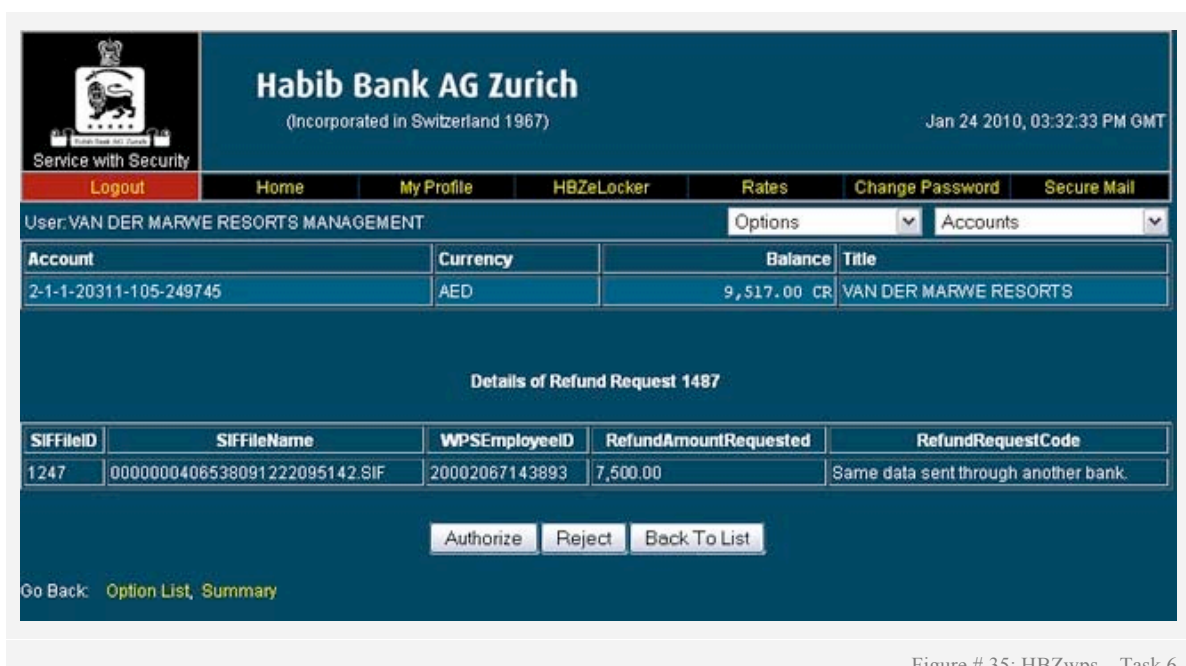 Habib Bank AG Zurich
(Incorporated in Switzerland 1967)
Jan 24 2010, 03:32:33 PM GMT
Service with Security
Logout Home My Profile HBZeLocker Rates Change Password Secure Mail
User: VAN DER MARWE RESORTS MANAGEMENT Options Accounts
Account Currency Balance Title
2-1-1-20311-105-249745 AED 9,517.00 CR VAN DER MARWE RESORTS
Details of Refund Request 1487
SIFFileID SIFFileName WPSEmployeeID RefundAmountRequested RefundRequestCode
1247 0000000406538091222095142.SIF 20002067143893 7,500.00 Same data sent through another bank.
Authorize Reject Back To List
Go Back: Option List, Summary
Figure # 35: HBZwps – Task 6